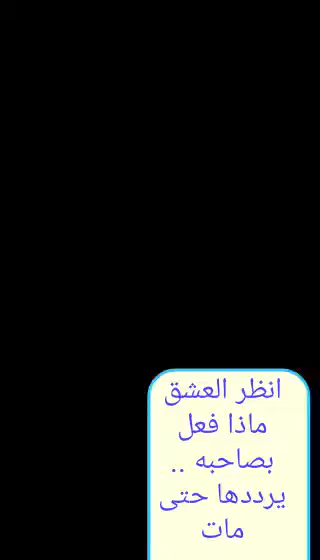 انظر العشق
ماذا فعل
بصاحبه ..
يرددها حتى
مات